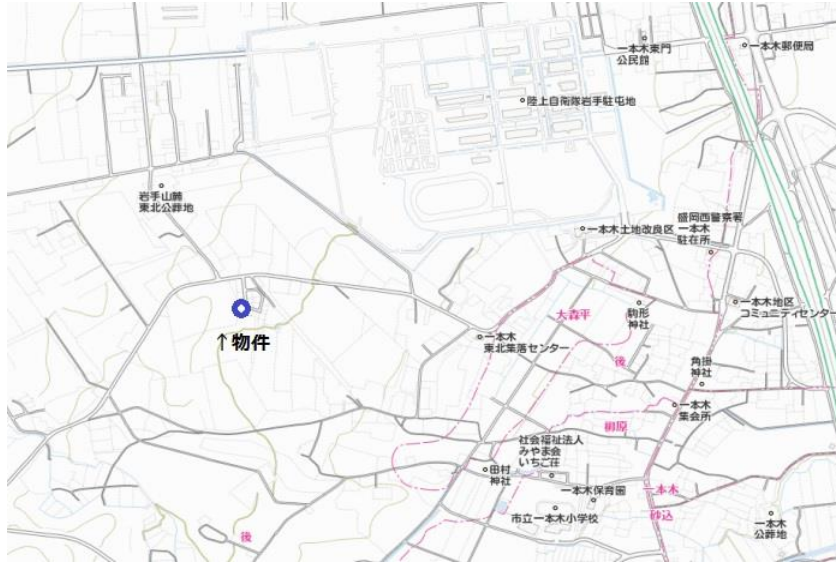 一本木東門
公民館
一本木郵便局
陸上自衛隊岩手駐屯地
岩手山麓
東北公葬地
盛岡西警察署
一本木
駐在所
一本木土地改良区
一本木地区
コミュニティセンター
大森平
駒形
神社
↑物件
一本木
東北集落センター
後
角掛
神社
一本木
集会所
柳原
社会福祉法人
みやま会
いちご荘
田村
神社
一本木保育園
一本木
市立一本木小学校
砂込
一本木
公葬地
後